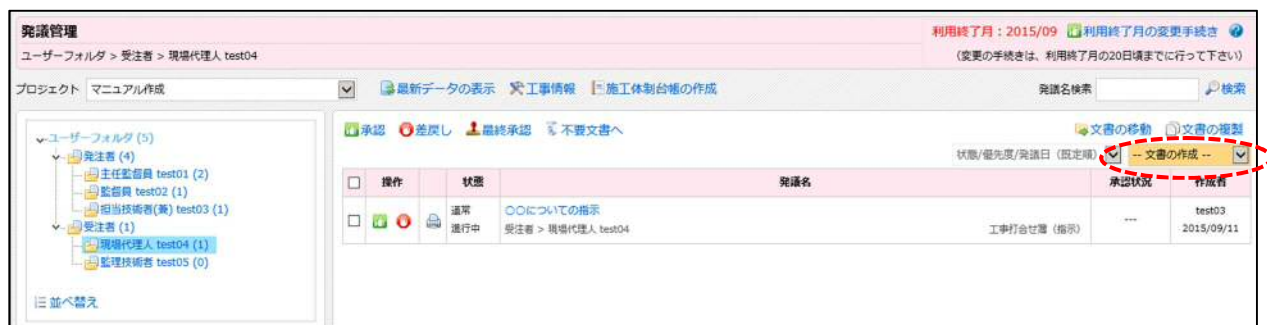 発議管理
利用終了月：2015/09 利用終了月の変更手続き
ユーザーフォルダ > 受注者 > 現場代理人 test04
（変更の手続きは、利用終了月の20日頃までに行って下さい）
プロジェクト マニュアル作成 最新データの表示 工事情報 施工体制台帳の作成 発議名検索 検索
承認 差戻し 最終承認 不要文書へ 文書の移動 文書の複製
状態/優先度/発議日（既定順） -- 文書の作成 --
ユーザーフォルダ (5)
発注者 (4)
主任監督員 test01 (2)
監督員 test02 (1)
担当技術者(兼) test03 (1)
受注者 (1)
現場代理人 test04 (1)
監理技術者 test05 (0)
並べ替え
操作 状態 発議名 承認状況 作成者
通常 〇〇についての指示 test03
進行中 受注者 > 現場代理人 test04 工事打合せ簿（指示） --- 2015/09/11